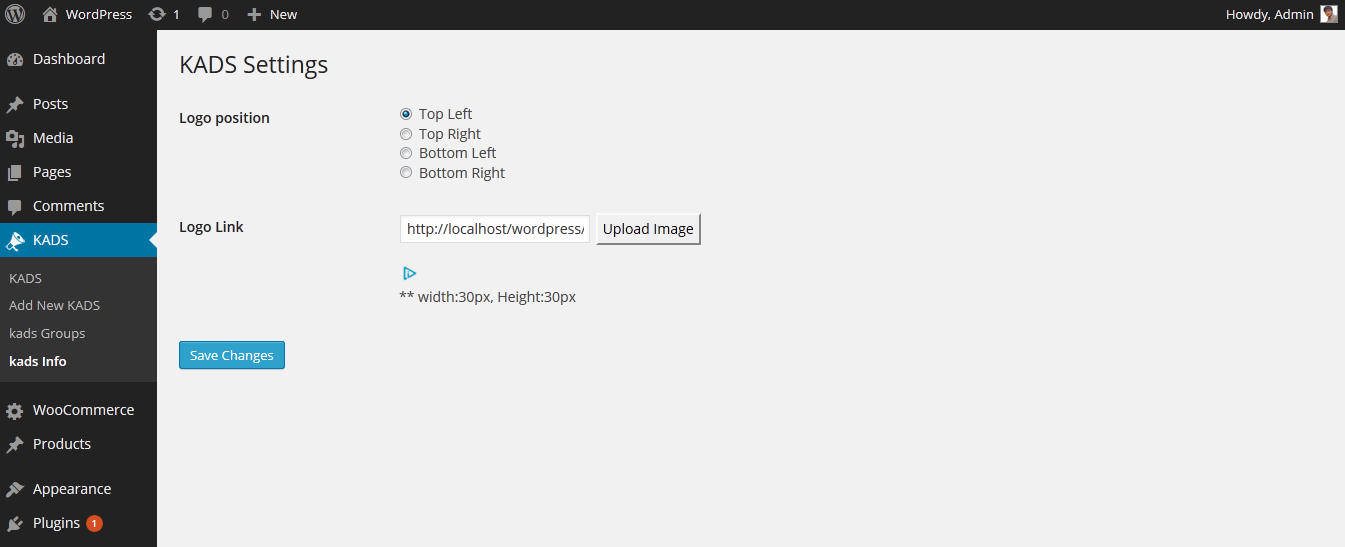 WordPress 1 0 New Howdy, Admin
Dashboard
Posts
Media
Pages
Comments
KADS
KADS
Add New KADS
kads Groups
kads Info
WooCommerce
Products
Appearance
Plugins 1
KADS Settings
Logo position
Top Left
Top Right
Bottom Left
Bottom Right
Logo Link http://localhost/wordpress/ Upload Image
** width:30px, Height:30px
Save Changes